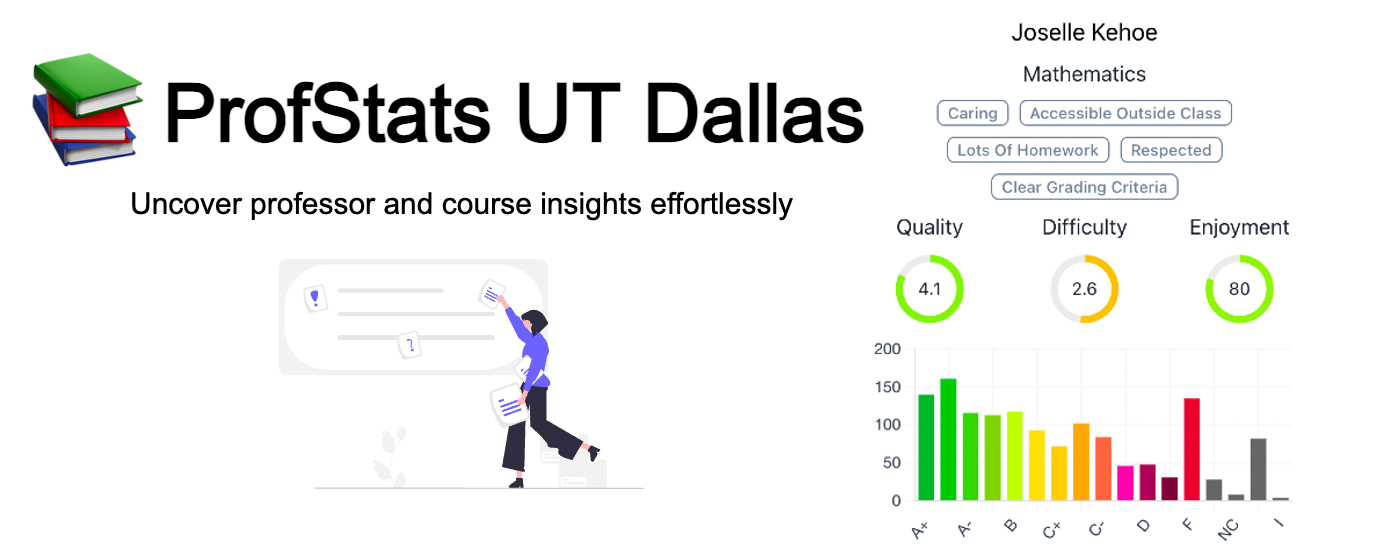 ProfStats UT Dallas
Uncover professor and course insights effortlessly
!
?
Joselle Kehoe
Mathematics
Caring Accessible Outside Class
Lots Of Homework Respected
Clear Grading Criteria
Quality Difficulty Enjoyment
4.1 2.6 80
200
150
100
50
0
A+ A- B C+ C- D F NC I